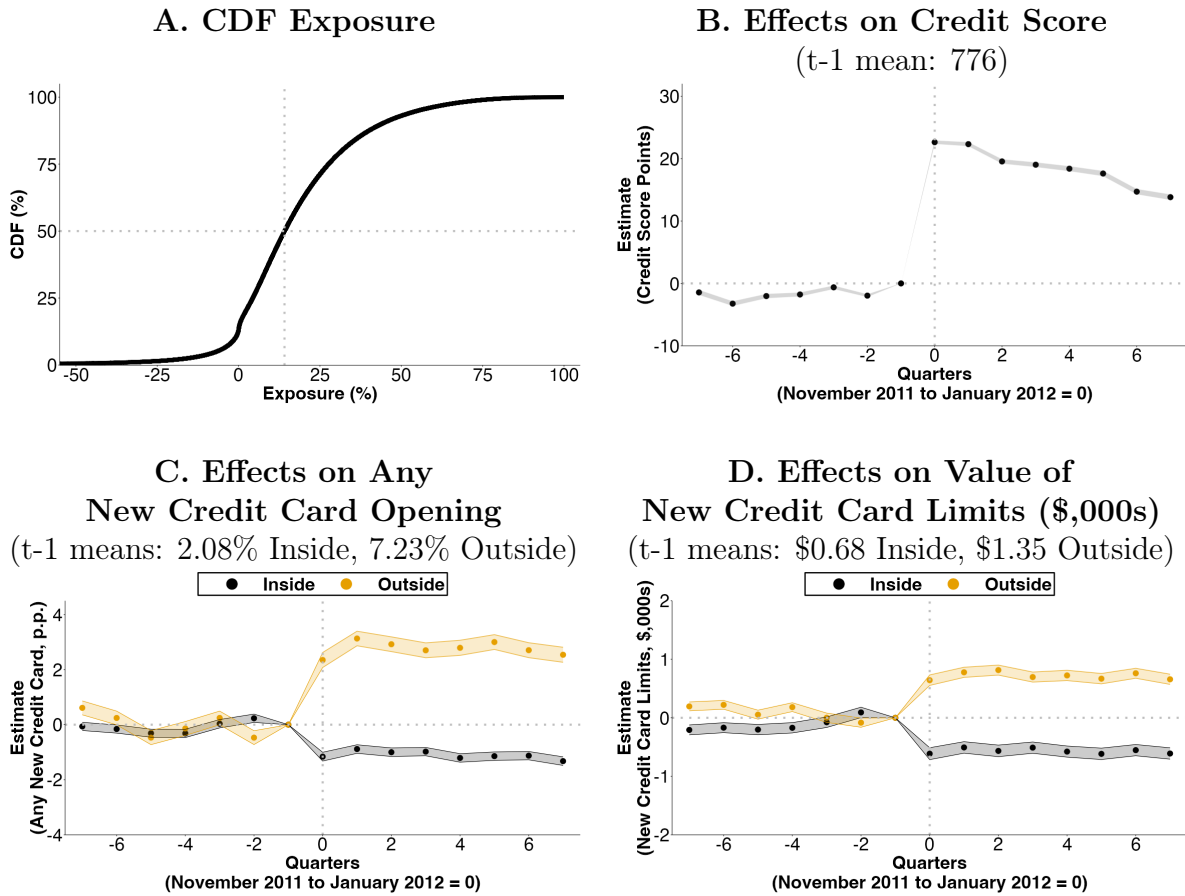 A. CDF Exposure
CDF (%)
100
75
50
25
0
-50 -25 0 25 50 75 100
Exposure (%)
B. Effects on Credit Score
(t-1 mean: 776)
Estimate
(Credit Score Points)
30
20
10
0
-10
-6 -4 -2 0 2 4 6
Quarters
(November 2011 to January 2012 = 0)
C. Effects on Any
New Credit Card Opening
(t-1 means: 2.08% Inside, 7.23% Outside)
Inside Outside
Estimate
(Any New Credit Card, p.p.)
4
2
0
-2
-4
-6 -4 -2 0 2 4 6
Quarters
(November 2011 to January 2012 = 0)
D. Effects on Value of
New Credit Card Limits ($,000s)
(t-1 means: $0.68 Inside, $1.35 Outside)
Inside Outside
Estimate
(New Credit Card Limits, $,000s)
2
1
0
-1
-2
-6 -4 -2 0 2 4 6
Quarters
(November 2011 to January 2012 = 0)